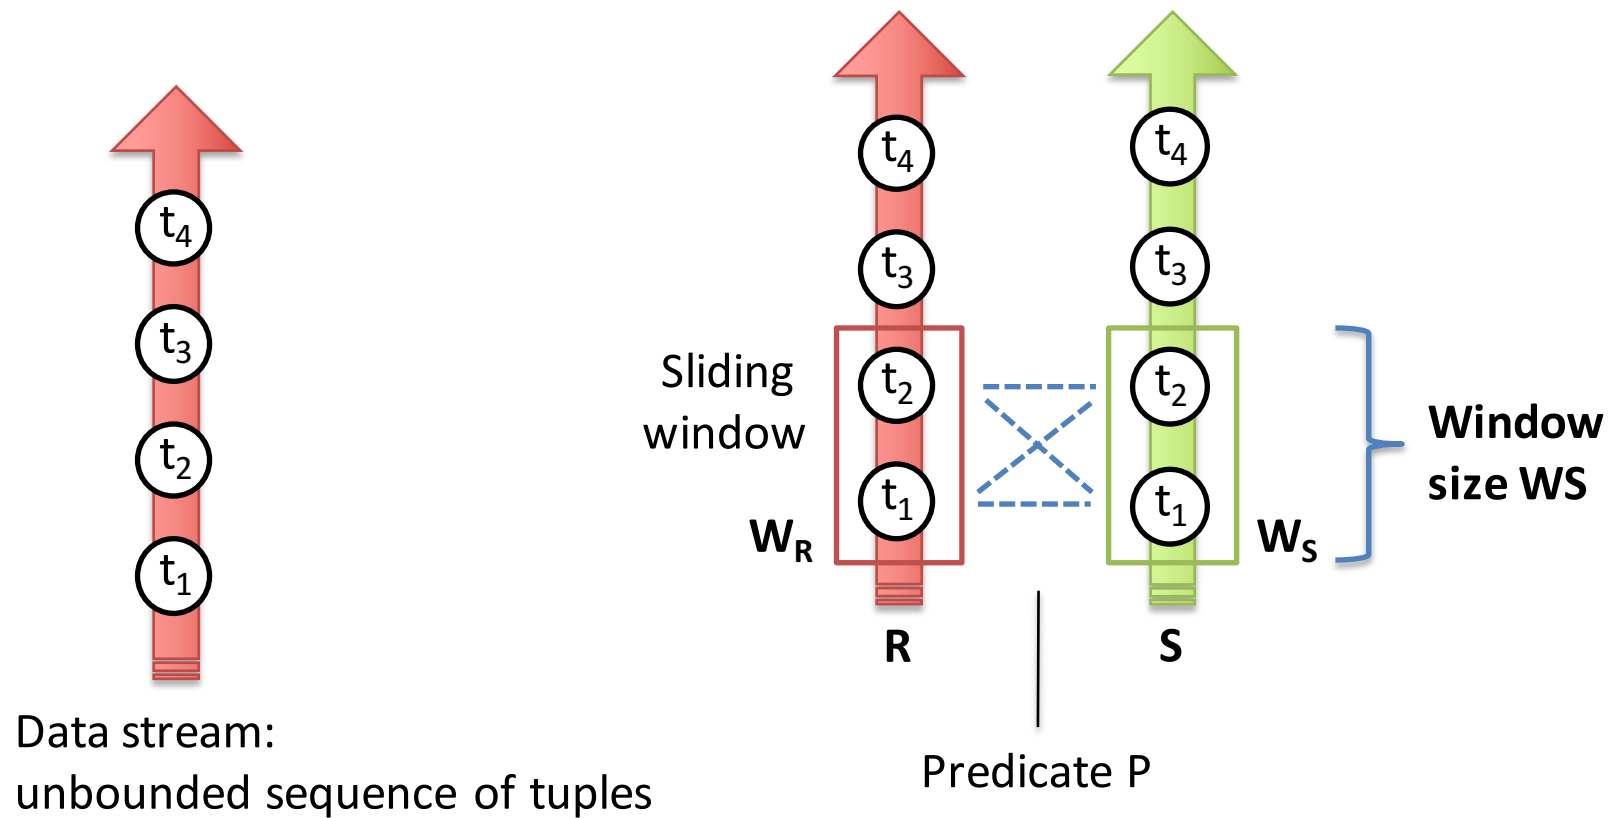 t4
t3
t2
t1
Data stream:
unbounded sequence of tuples
t4
t3
t2
t1
Sliding
window
WR
R
t4
t3
t2
t1
WS
S
Window
size WS
Predicate P